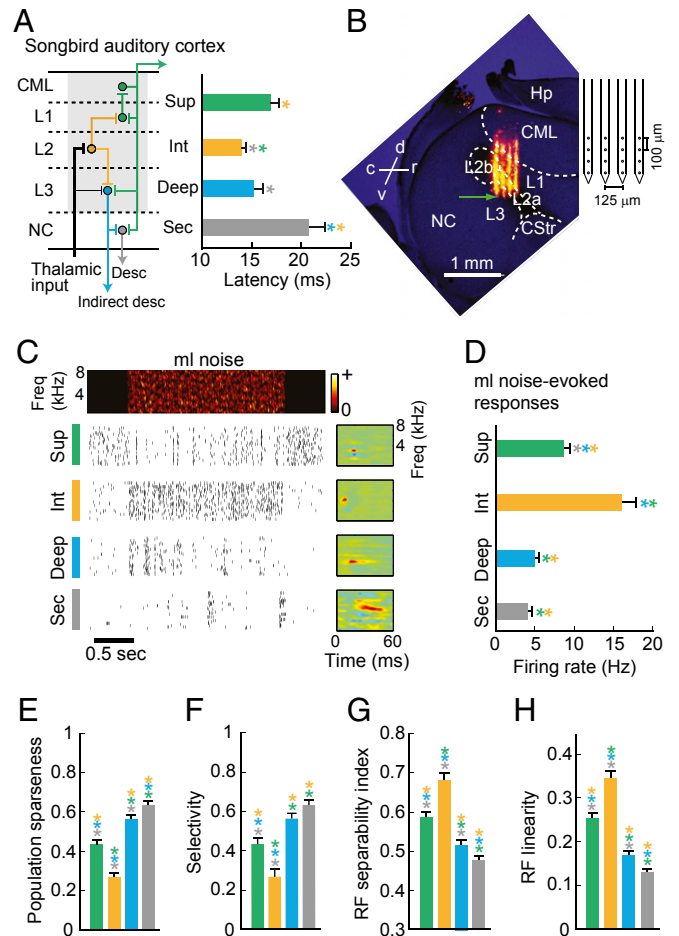 A
Songbird auditory cortex
CML
L1
L2
L3
NC
Thalamic input
Desc
Indirect desc
Sup
*
Int
**
Deep
*
Sec
**
10 15 20 25
Latency (ms)
B
Hp
CML
d
c r
v
L2b
L1
L2a
L3
NC
CStr
1 mm
100 μm
125 μm
C
ml noise
8
4
Freq (kHz)
+
0
Sup
Int
Deep
Sec
0.5 sec
8
4
Freq (kHz)
0 60
Time (ms)
D
ml noise-evoked
responses
Sup
***
Int
**
Deep
**
Sec
**
0 5 10 15 20
Firing rate (Hz)
E
Population sparseness
1
0.8
0.6
0.4
0.2
0
***
***
***
***
F
Selectivity
1
0.8
0.6
0.4
0.2
0
***
***
**
**
G
RF separability index
0.8
0.7
0.6
0.5
0.4
0.3
***
***
***
***
H
RF linearity
0.4
0.3
0.2
0.1
0
***
***
***
***